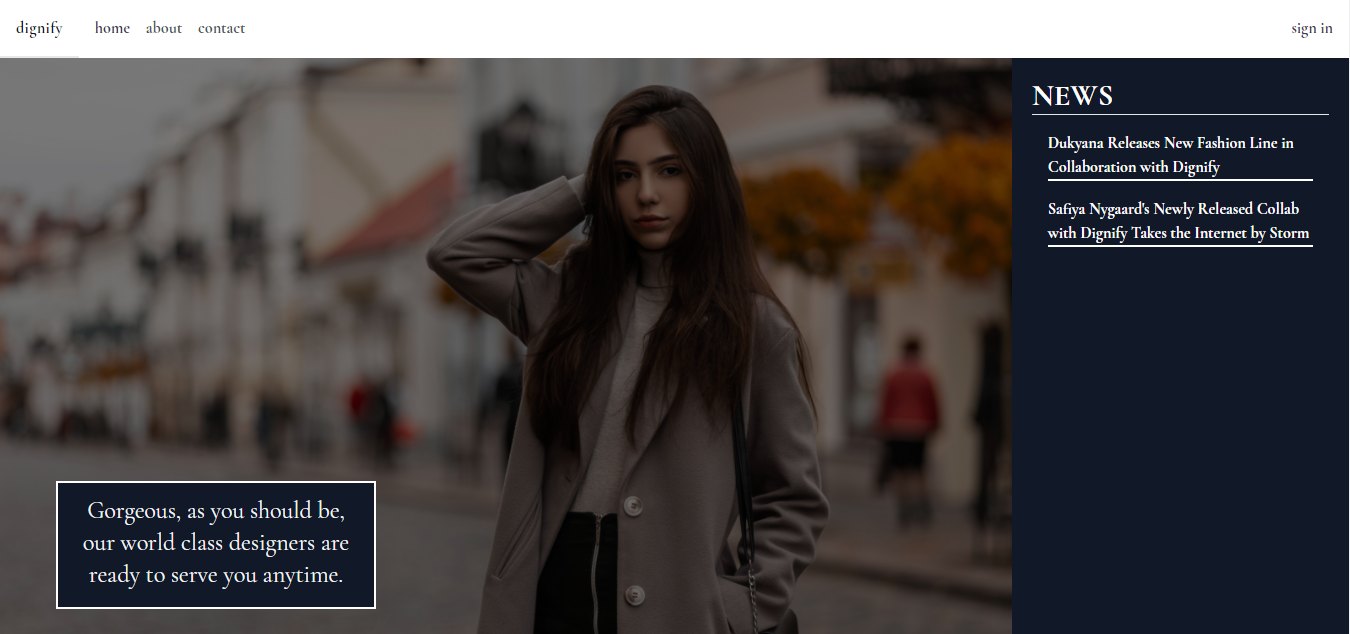 dignify home about contact sign in
NEWS
Dukyana Releases New Fashion Line in
Collaboration with Dignify
Safiya Nygaard's Newly Released Collab
with Dignify Takes the Internet by Storm
Gorgeous, as you should be,
our world class designers are
ready to serve you anytime.